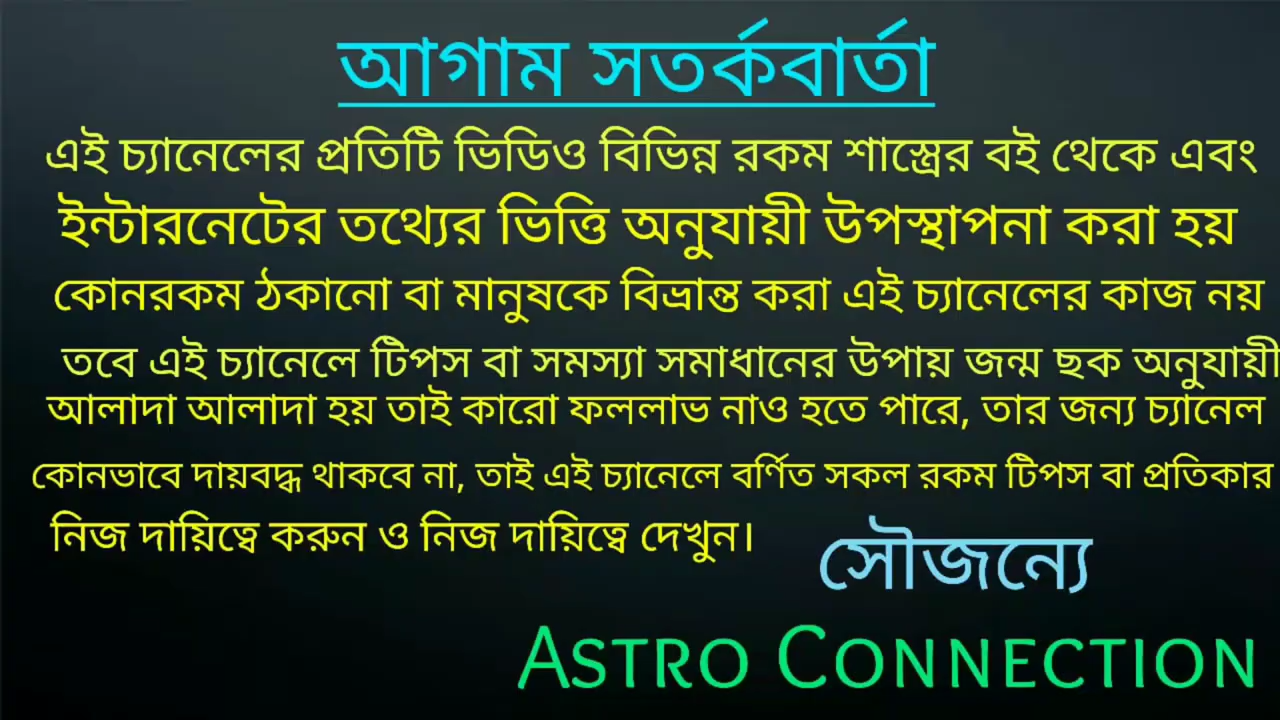 আগাম সতর্কবার্তা
এই চ্যানেলের প্রতিটি ভিডিও বিভিন্ন রকম শাস্ত্রের বই থেকে এবং
ইন্টারনেটের তথ্যের ভিত্তি অনুযায়ী উপস্থাপনা করা হয়
কোনরকম ঠকানো বা মানুষকে বিভ্রান্ত করা এই চ্যানেলের কাজ নয়
তবে এই চ্যানেলে টিপস বা সমস্যা সমাধানের উপায় জন্ম ছক অনুযায়ী
আলাদা আলাদা হয় তাই কারো ফললাভ নাও হতে পারে, তার জন্য চ্যানেল
কোনভাবে দায়বদ্ধ থাকবে না, তাই এই চ্যানেলে বর্ণিত সকল রকম টিপস বা প্রতিকার
নিজ দায়িত্বে করুন ও নিজ দায়িত্বে দেখুন।
সৌজন্যে
ASTRO CONNECTION